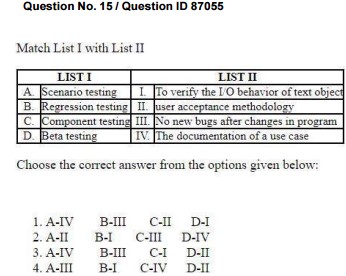 Question No. 15 / Question ID 87055
Match List I with List II
LIST I LIST II
A. Scenario testing I. To verify the I/O behavior of text object
B. Regression testing II. user acceptance methodology
C. Component testing III. No new bugs after changes in program
D. Beta testing IV. The documentation of a use case
Choose the correct answer from the options given below:
1. A-IV B-III C-II D-I
2. A-II B-I C-III D-IV
3. A-IV B-III C-I D-II
4. A-III B-I C-IV D-II